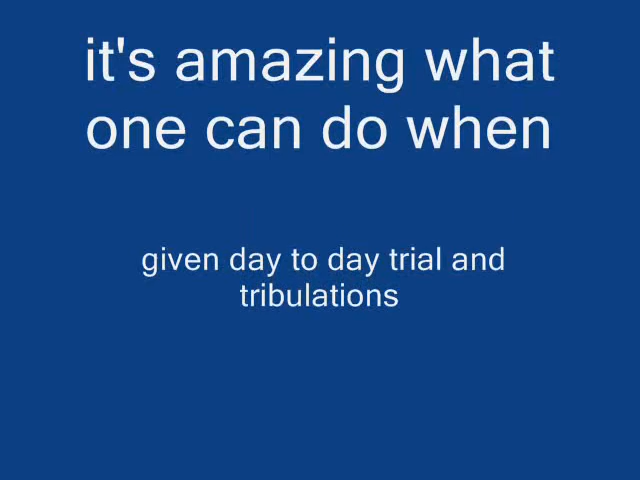 it's amazing what
one can do when
given day to day trial and
tribulations